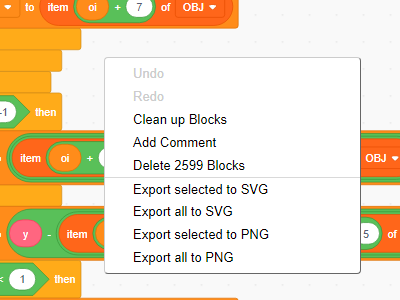 to item oi + 7 of OBJ
Undo
Redo
Clean up Blocks
-1 then
Add Comment
item oi + OBJ
Delete 2599 Blocks
Export selected to SVG
Export all to SVG
y - item 5 of
Export selected to PNG
Export all to PNG
< 1 then